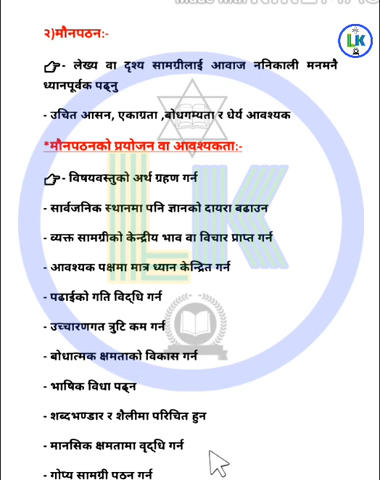 २)मौनपठन:-
- लेख्य वा दृश्य सामग्रीलाई आवाज ननिकाली मनमनै
ध्यानपूर्वक पढ्नु
- उचित आसन, एकाग्रता ,बोधगम्यता र धेर्य आवश्यक
*मौनपठनको प्रयोजन वा आवश्यकता:-
- विषयवस्तुको अर्थ ग्रहण गर्न
- सार्वजनिक स्थानमा पनि ज्ञानको दायरा बढाउन
- व्यक्त सामग्रीको केन्द्रीय भाव वा विचार प्राप्त गर्न
- आवश्यक पक्षमा मात्र ध्यान केन्द्रित गर्न
- पढाईको गति विद्धि गर्न
- उच्चारणगत त्रुटि कम गर्न
- बोधात्मक क्षमताको विकास गर्न
- भाषिक विधा पढ्न
- शब्दभण्डार र शैलीमा परिचित हुन
- मानसिक क्षमतामा वृद्धि गर्न
- गोप्य सामग्री पठन गर्न
LK
LK